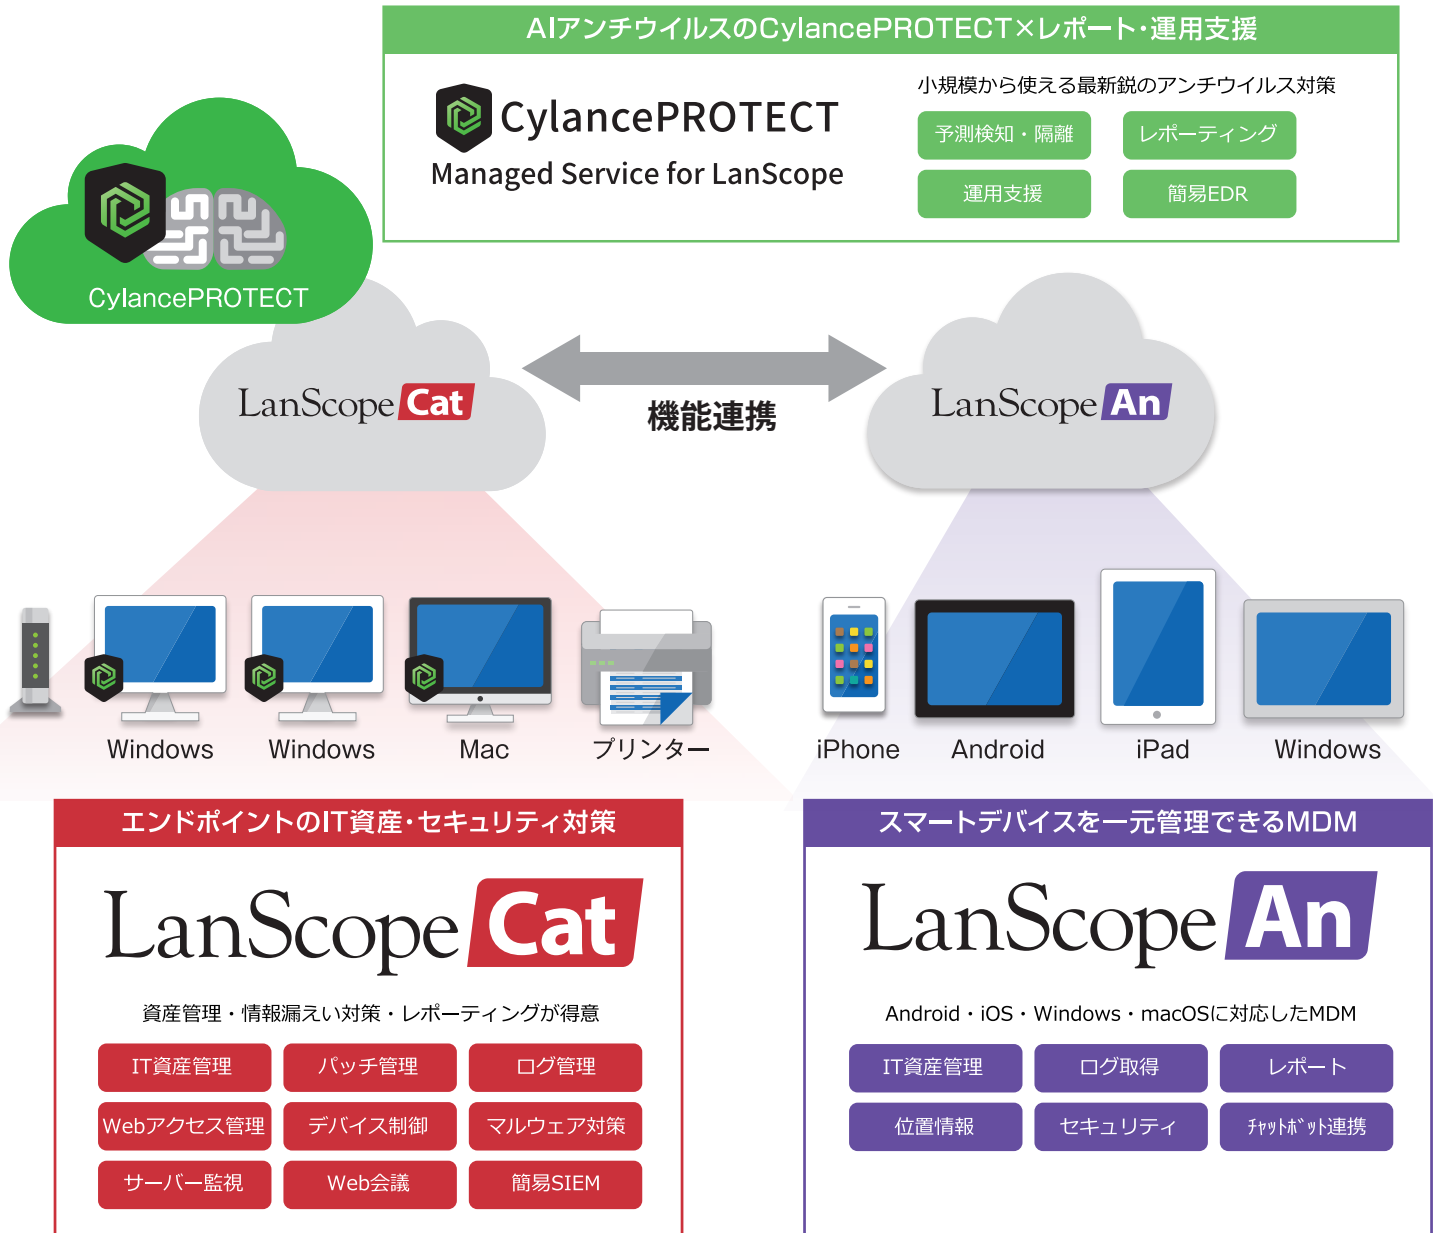 AIアンチウイルスのCylancePROTECT×レポート・運用支援
CylancePROTECT
Managed Service for LanScope
小規模から使える最新鋭のアンチウイルス対策
予測検知・隔離
レポーティング
運用支援
簡易EDR
CylancePROTECT
LanScope Cat
機能連携
LanScope An
Windows
Windows
Mac
プリンター
iPhone
Android
iPad
Windows
エンドポイントのIT資産・セキュリティ対策
LanScope Cat
資産管理・情報漏えい対策・レポーティングが得意
IT資産管理
パッチ管理
ログ管理
Webアクセス管理
デバイス制御
マルウェア対策
サーバー監視
Web会議
簡易SIEM
スマートデバイスを一元管理できるMDM
LanScope An
Android・iOS・Windows・macOSに対応したMDM
IT資産管理
ログ取得
レポート
位置情報
セキュリティ
ﾁｬｯﾄﾎﾞｯﾄ連携